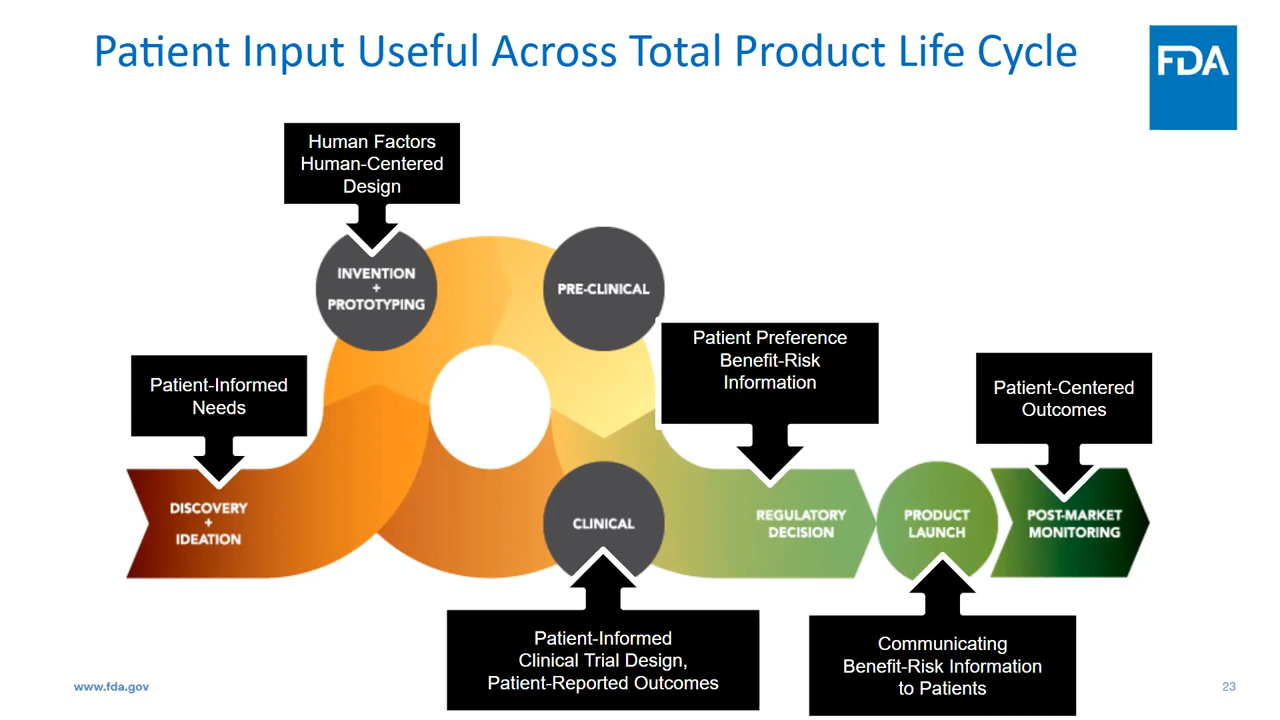 Patient Input Useful Across Total Product Life Cycle
FDA
Human Factors
Human-Centered
Design
INVENTION
+
PROTOTYPING
PRE-CLINICAL
Patient-Informed
Needs
Patient Preference
Benefit-Risk
Information
Patient-Centered
Outcomes
DISCOVERY
+
IDEATION
CLINICAL
REGULATORY
DECISION
PRODUCT
LAUNCH
POST-MARKET
MONITORING
Patient-Informed
Clinical Trial Design,
Patient-Reported Outcomes
Communicating
Benefit-Risk Information
to Patients
www.fda.gov
23